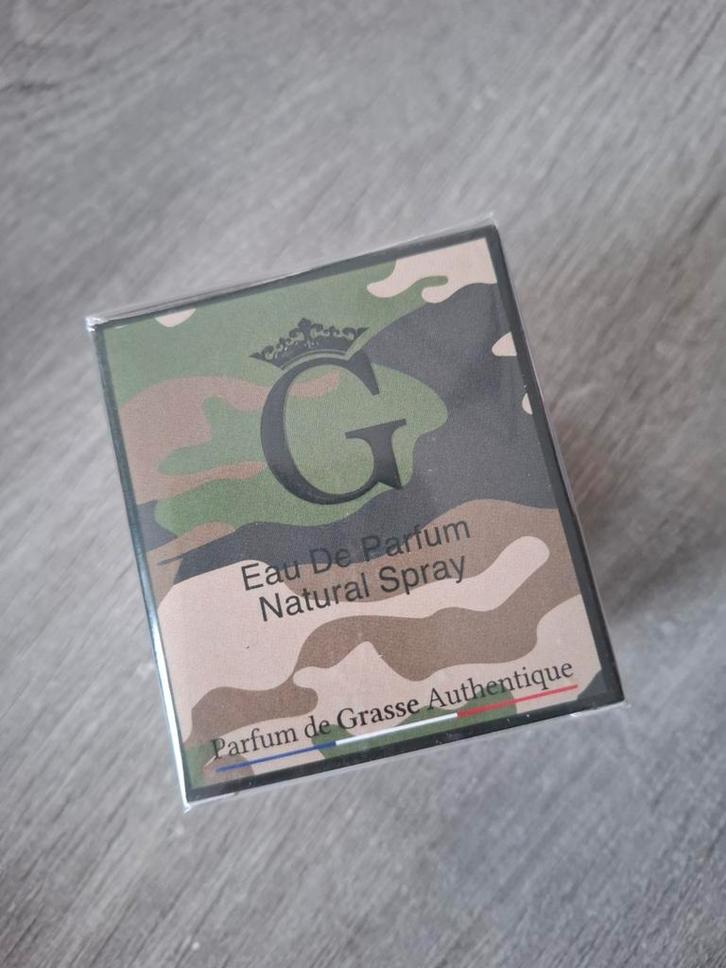 G
Eau De Parfum
Natural Spray
Parfum de Grasse Authentique